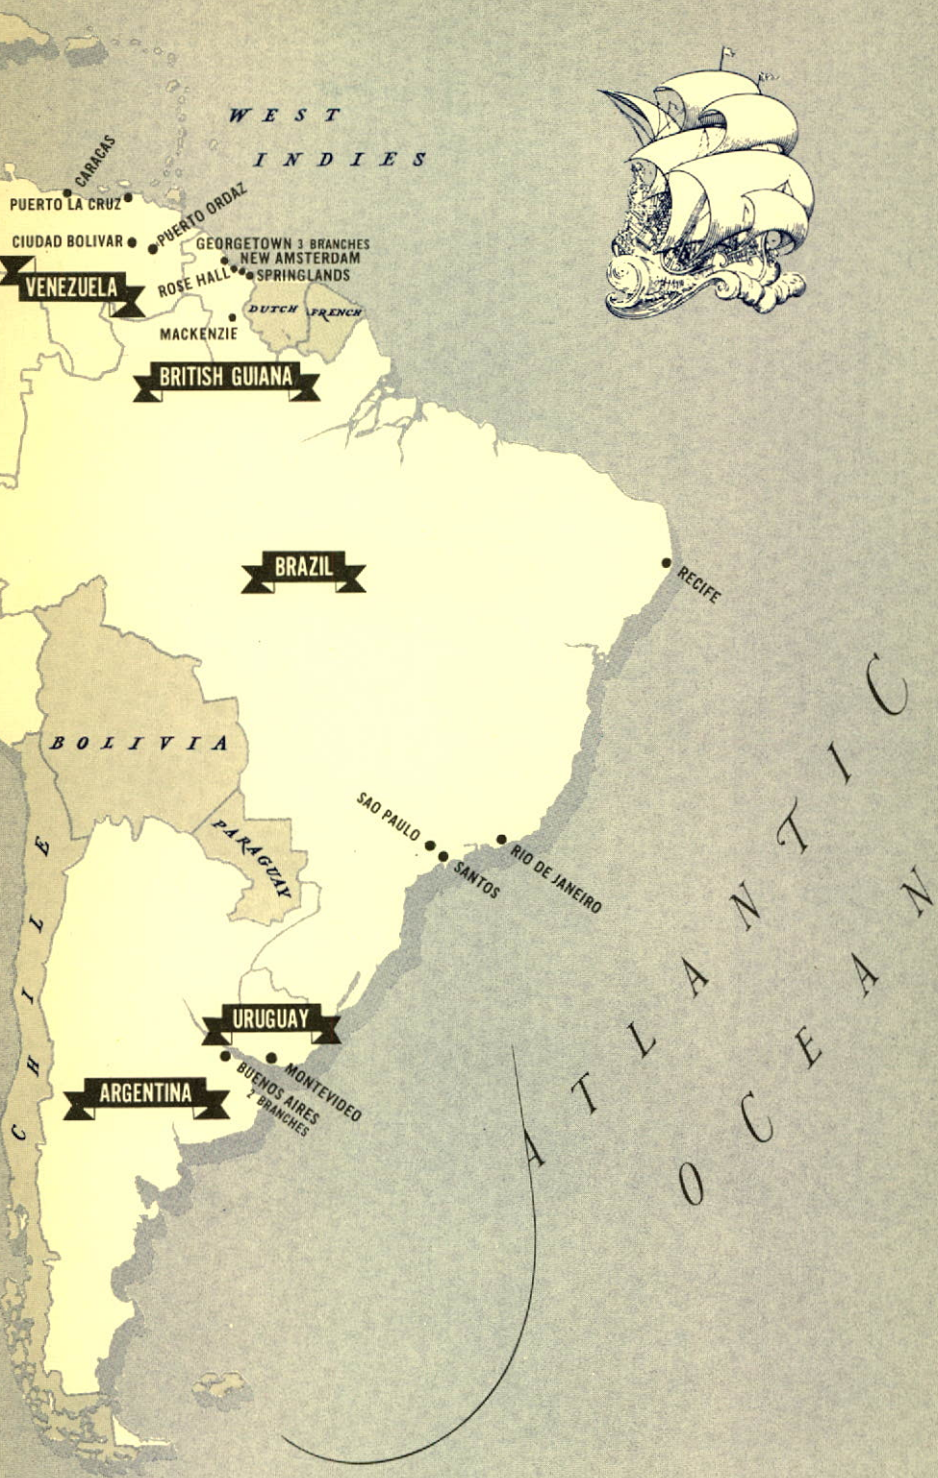 WEST
INDIES
CARACAS
PUERTO LA CRUZ
PUERTO ORDAZ
CIUDAD BOLIVAR
GEORGETOWN 3 BRANCHES
NEW AMSTERDAM
ROSE HALL
SPRINGLANDS
VENEZUELA
DUTCH
FRENCH
MACKENZIE
BRITISH GUIANA
BRAZIL
RECIFE
BOLIVIA
SAO PAULO
SANTOS
RIO DE JANEIRO
PARAGUAY
CHILE
URUGUAY
MONTEVIDEO
BUENOS AIRES
2 BRANCHES
ARGENTINA
ATLANTIC
OCEAN